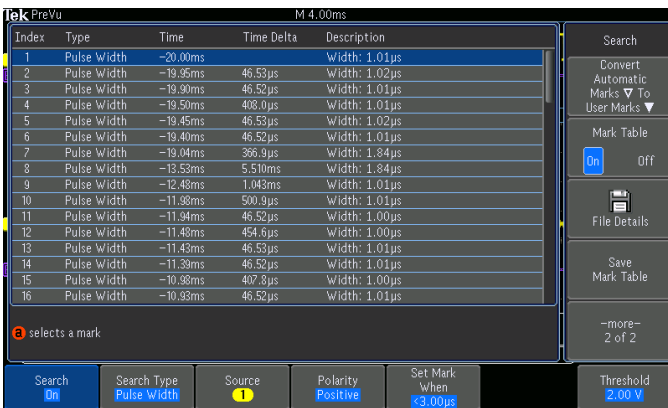 Tek PreVu M 4.00ms
Index Type Time Time Delta Description
1 Pulse Width -20.00ms Width: 1.01µs
2 Pulse Width -19.95ms 46.53µs Width: 1.02µs
3 Pulse Width -19.90ms 46.52µs Width: 1.01µs
4 Pulse Width -19.50ms 408.0µs Width: 1.01µs
5 Pulse Width -19.45ms 46.53µs Width: 1.02µs
6 Pulse Width -19.40ms 46.52µs Width: 1.01µs
7 Pulse Width -19.04ms 366.9µs Width: 1.84µs
8 Pulse Width -13.53ms 5.510ms Width: 1.84µs
9 Pulse Width -12.48ms 1.043ms Width: 1.01µs
10 Pulse Width -11.98ms 500.9µs Width: 1.01µs
11 Pulse Width -11.94ms 46.52µs Width: 1.00µs
12 Pulse Width -11.48ms 454.6µs Width: 1.00µs
13 Pulse Width -11.43ms 46.53µs Width: 1.01µs
14 Pulse Width -11.39ms 46.52µs Width: 1.01µs
15 Pulse Width -10.98ms 407.8µs Width: 1.00µs
16 Pulse Width -10.93ms 46.52µs Width: 1.01µs
a selects a mark
Search
Convert
Automatic
Marks ▽ To
User Marks ▼
Mark Table
On Off
File Details
Save
Mark Table
-more-
2 of 2
Search
On
Search Type
Pulse Width
Source
1
Polarity
Positive
Set Mark
When
<3.00µs
Threshold
2.00 V